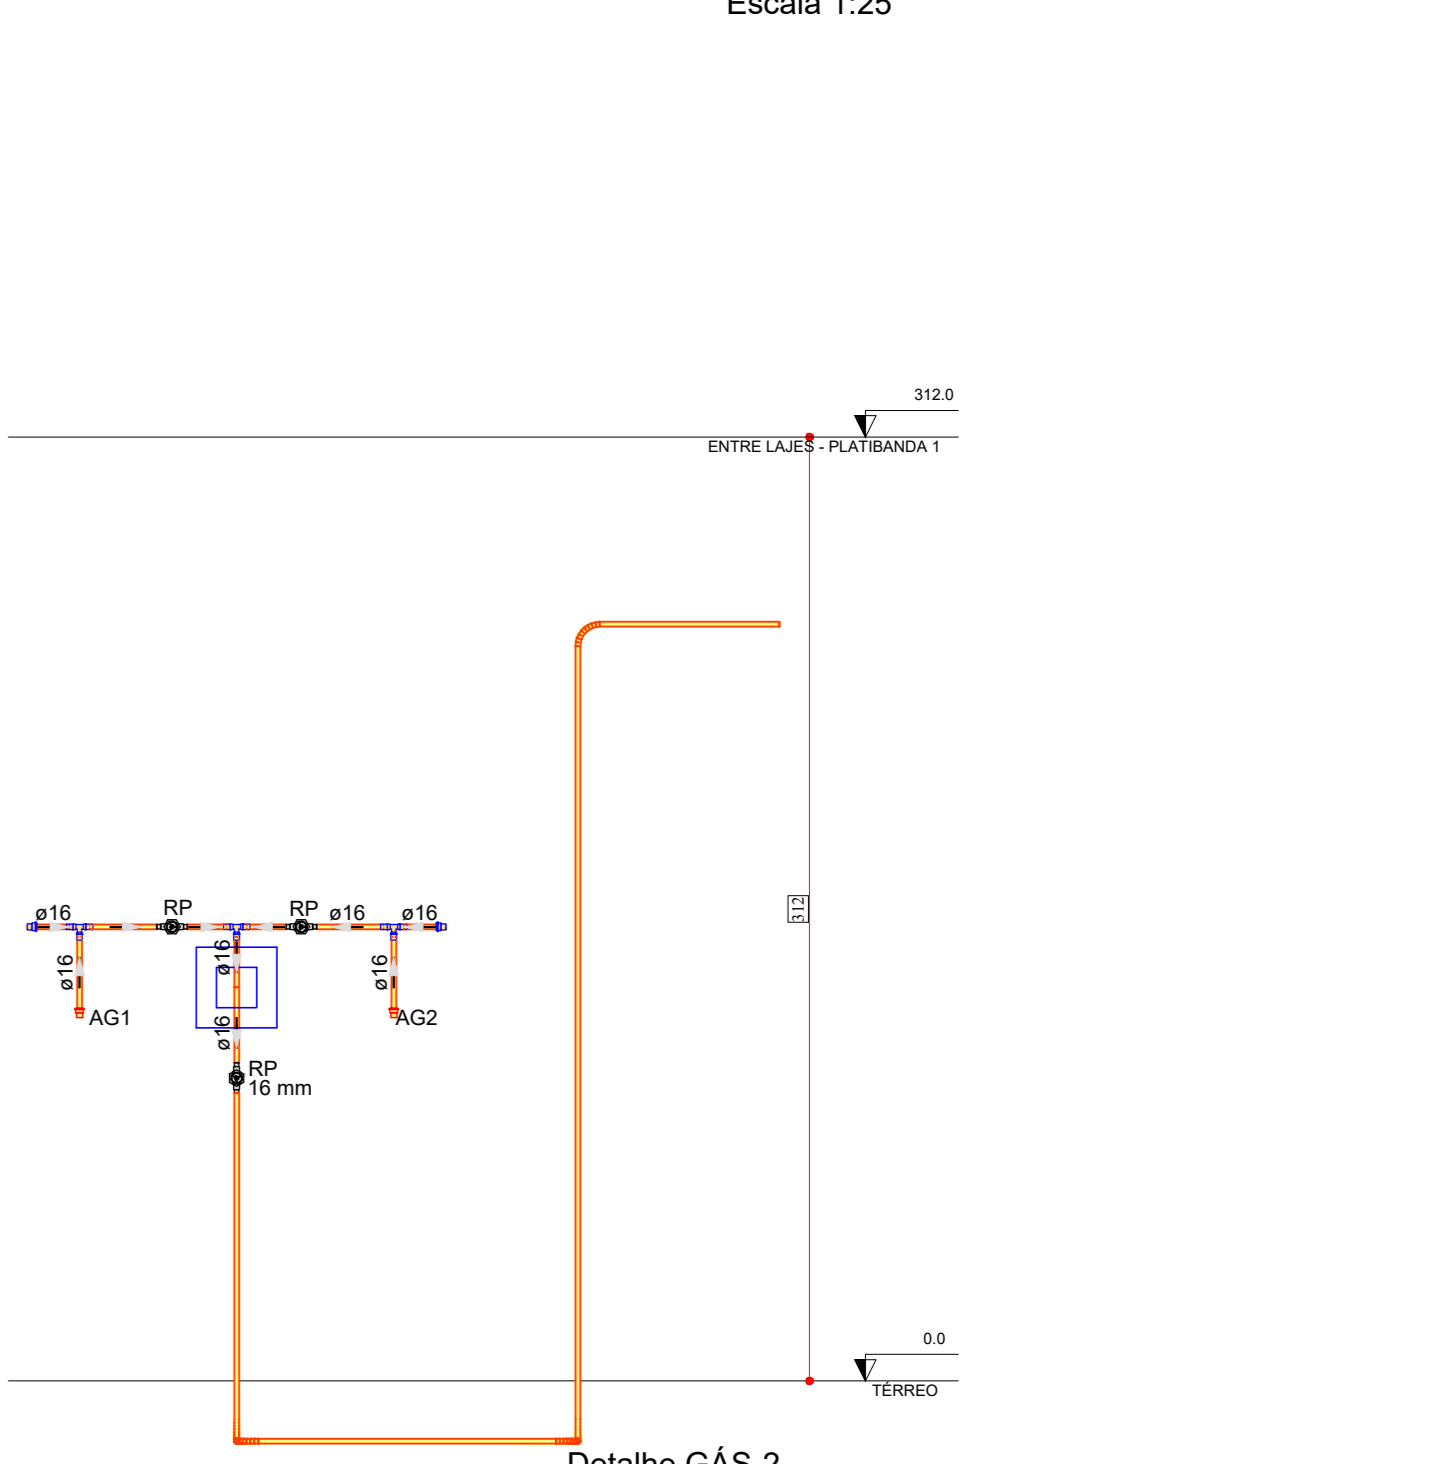 Escala 1:25
312.0
ENTRE LAJES - PLATIBANDA 1
312
RP
RP
ø16
ø16
ø16
ø16
ø16
ø16
AG1
AG2
ø16
RP
16 mm
0.0
TÉRREO
Detalhe GÁS-2